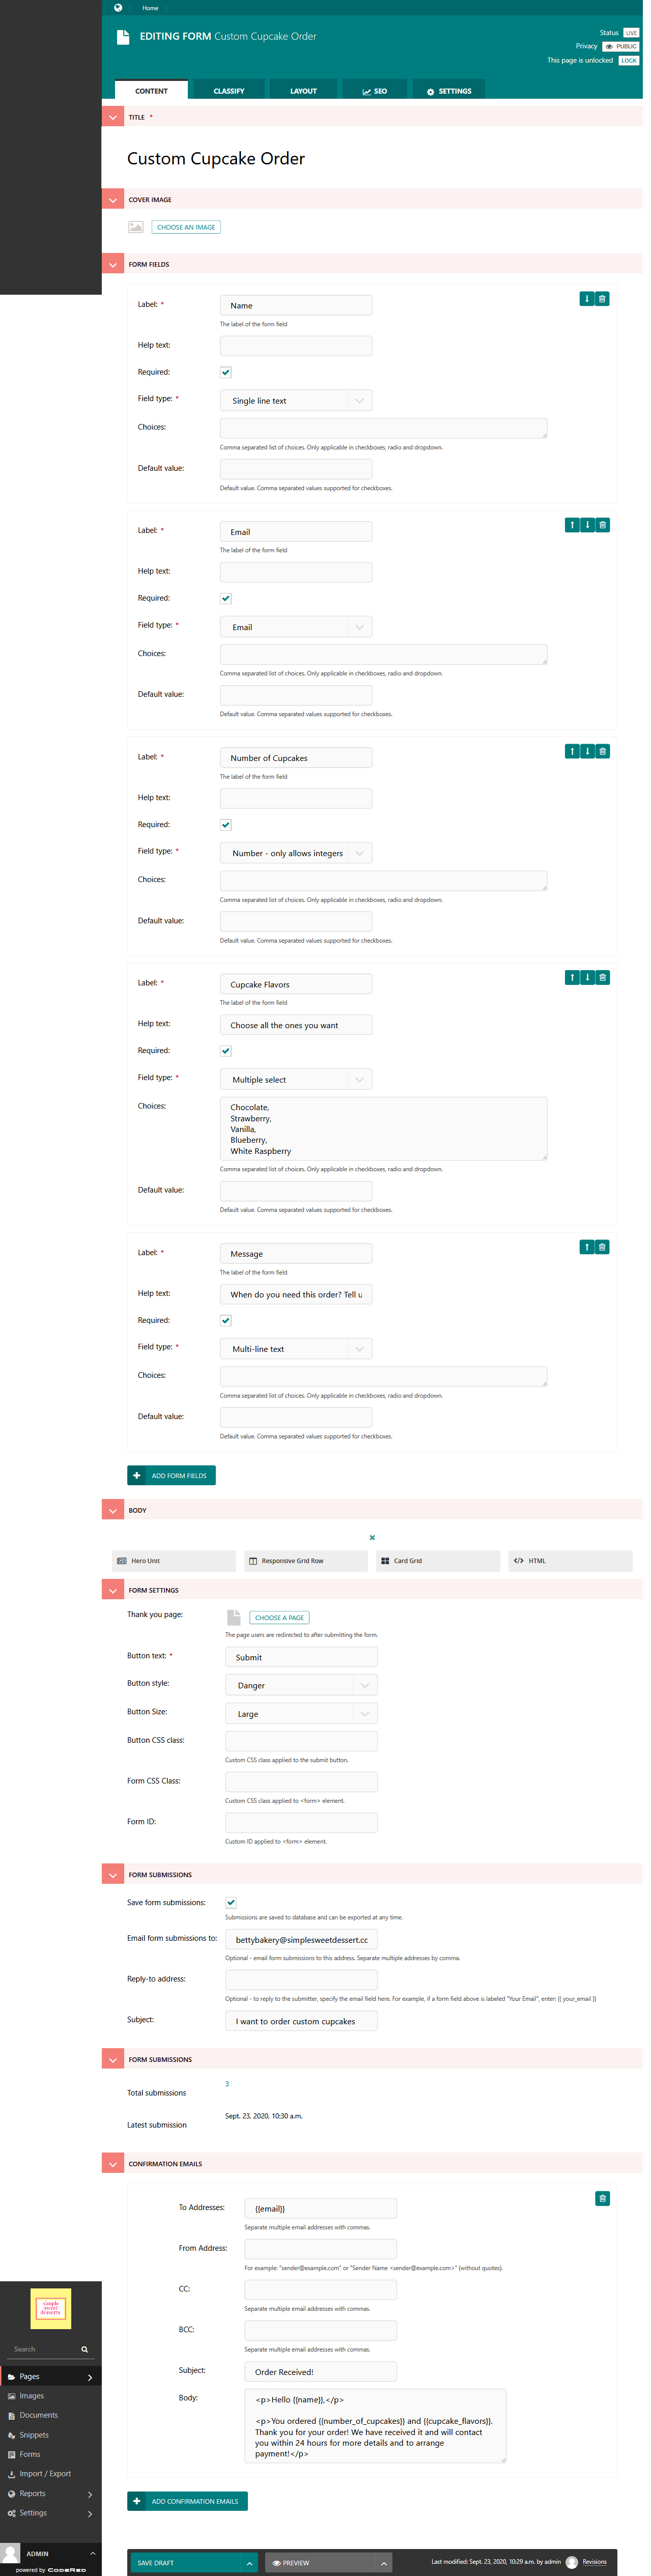 Home
EDITING FORM Custom Cupcake Order
Status LIVE
Privacy PUBLIC
This page is unlocked LOCK
CONTENT CLASSIFY LAYOUT SEO SETTINGS
TITLE *
Custom Cupcake Order
COVER IMAGE
CHOOSE AN IMAGE
FORM FIELDS
Label: * Name
The label of the form field
Help text:
Required:
Field type: * Single line text
Choices:
Comma separated list of choices. Only applicable in checkboxes, radio and dropdown.
Default value:
Default value. Comma separated values supported for checkboxes.
Label: * Email
The label of the form field
Help text:
Required:
Field type: * Email
Choices:
Comma separated list of choices. Only applicable in checkboxes, radio and dropdown.
Default value:
Default value. Comma separated values supported for checkboxes.
Label: * Number of Cupcakes
The label of the form field
Help text:
Required:
Field type: * Number - only allows integers
Choices:
Comma separated list of choices. Only applicable in checkboxes, radio and dropdown.
Default value:
Default value. Comma separated values supported for checkboxes.
Label: * Cupcake Flavors
The label of the form field
Help text: Choose all the ones you want
Required:
Field type: * Multiple select
Choices: Chocolate,
Strawberry,
Vanilla,
Blueberry,
White Raspberry
Comma separated list of choices. Only applicable in checkboxes, radio and dropdown.
Default value:
Default value. Comma separated values supported for checkboxes.
Label: * Message
The label of the form field
Help text: When do you need this order? Tell u
Required:
Field type: * Multi-line text
Choices:
Comma separated list of choices. Only applicable in checkboxes, radio and dropdown.
Default value:
Default value. Comma separated values supported for checkboxes.
ADD FORM FIELDS
BODY
Hero Unit Responsive Grid Row Card Grid </> HTML
FORM SETTINGS
Thank you page: CHOOSE A PAGE
The page users are redirected to after submitting the form.
Button text: * Submit
Button style: Danger
Button Size: Large
Button CSS class:
Custom CSS class applied to the submit button.
Form CSS Class:
Custom CSS class applied to <form> element.
Form ID:
Custom ID applied to <form> element.
FORM SUBMISSIONS
Save form submissions:
Submissions are saved to database and can be exported at any time.
Email form submissions to: bettybakery@simplesweetdessert.cc
Optional - email form submissions to this address. Separate multiple addresses by comma.
Reply-to address:
Optional - to reply to the submitter, specify the email field here. For example, if a form field above is labeled "Your Email", enter: {{ your_email }}
Subject: I want to order custom cupcakes
FORM SUBMISSIONS
Total submissions 3
Latest submission Sept. 23, 2020, 10:30 a.m.
CONFIRMATION EMAILS
To Addresses: {{email}}
Separate multiple email addresses with commas.
From Address:
For example: "sender@example.com" or "Sender Name <sender@example.com>" (without quotes).
CC:
Separate multiple email addresses with commas.
BCC:
Separate multiple email addresses with commas.
Subject: Order Received!
Body: <p>Hello {{name}},</p>
<p>You ordered {{number_of_cupcakes}} and {{cupcake_flavors}}.
Thank you for your order! We have received it and will contact
you within 24 hours for more details and to arrange
payment!</p>
ADD CONFIRMATION EMAILS
SAVE DRAFT PREVIEW
Last modified: Sept. 23, 2020, 10:29 a.m. by admin Revisions
simple
sweet
desserts
Search
Pages
Images
Documents
Snippets
Forms
Import / Export
Reports
Settings
ADMIN
powered by CODERED